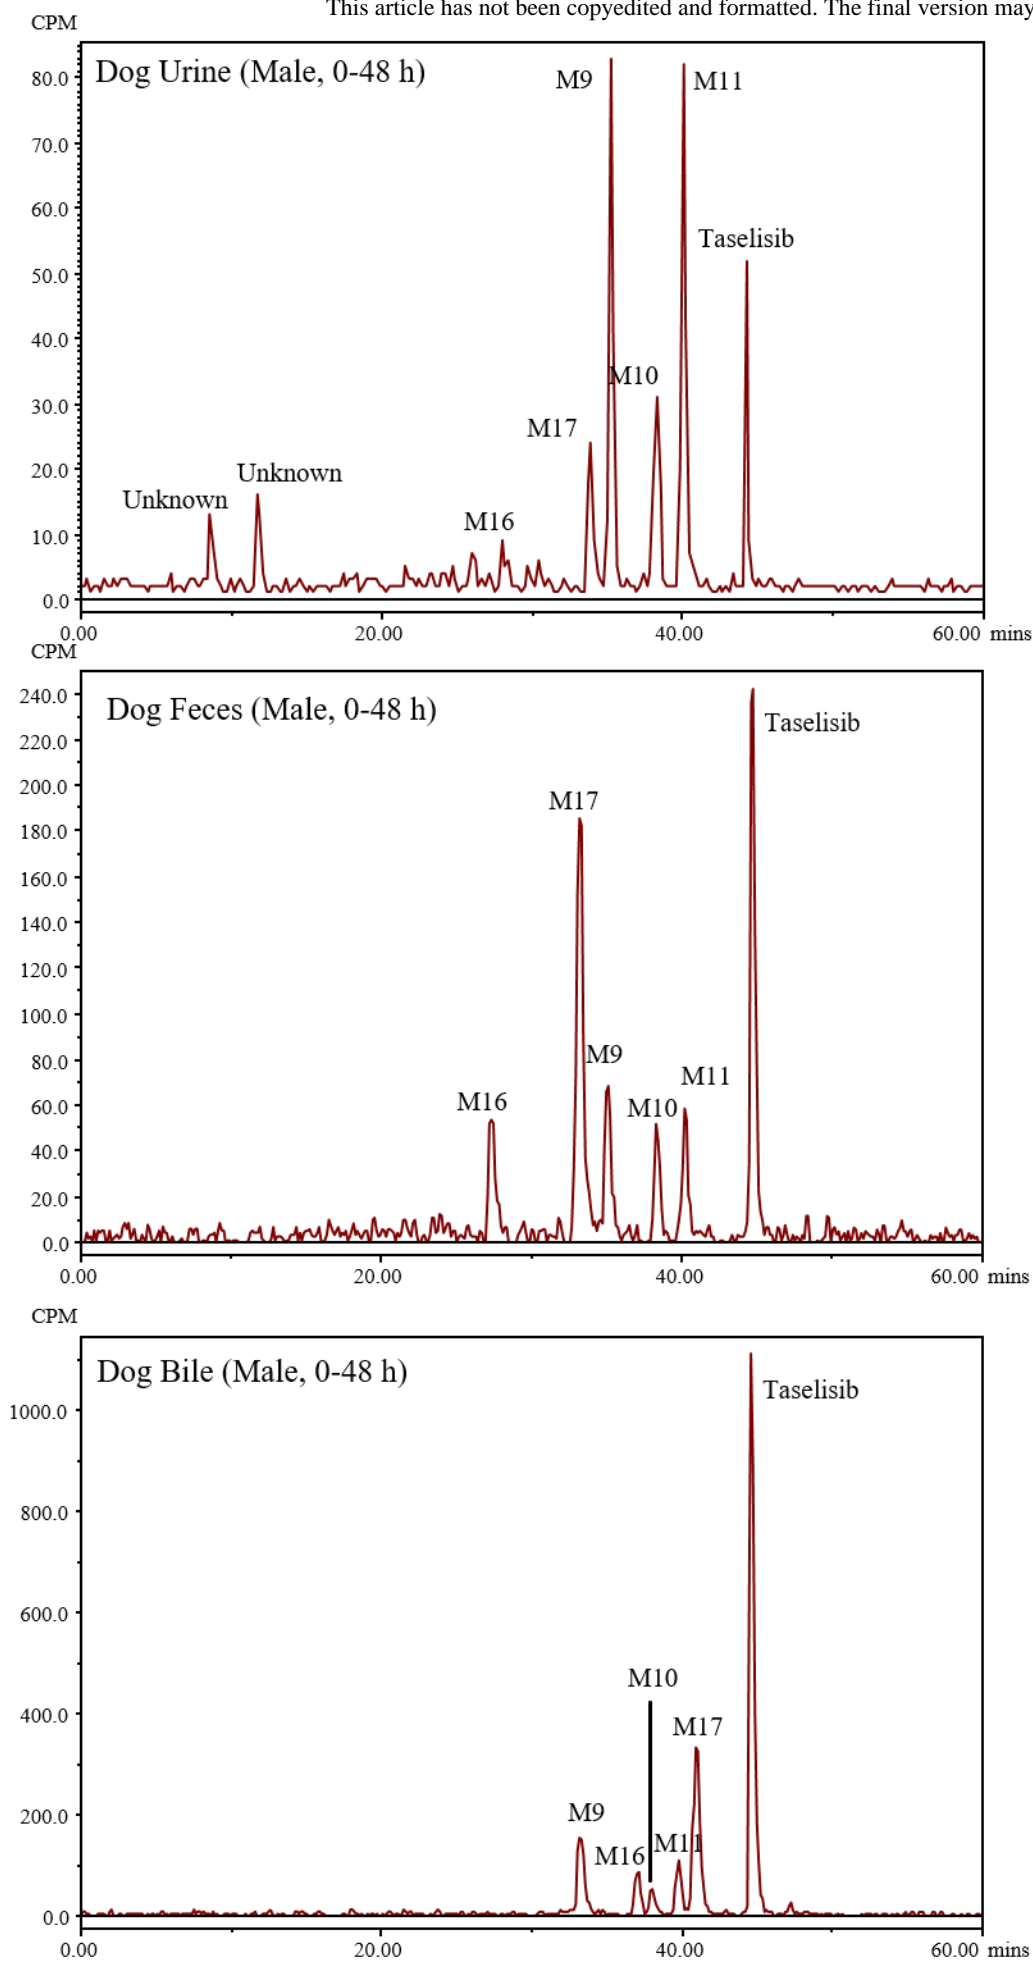 This article has not been copyedited and formatted. The final version may
CPM
Dog Urine (Male, 0-48 h)
80.0
M9
M11
70.0
60.0
Taselisib
50.0
40.0
M10
30.0
M17
20.0
Unknown
Unknown
M16
10.0
0.0
0.00 20.00 40.00 60.00 mins
CPM
Dog Feces (Male, 0-48 h)
240.0
220.0
Taselisib
200.0
M17
180.0
160.0
140.0
120.0
100.0
80.0
M9
M11
60.0
M16
M10
40.0
20.0
0.0
0.00 20.00 40.00 60.00 mins
CPM
Dog Bile (Male, 0-48 h)
Taselisib
1000.0
800.0
600.0
M10
400.0
M17
200.0
M9
M16
M11
0.0
0.00 20.00 40.00 60.00 mins